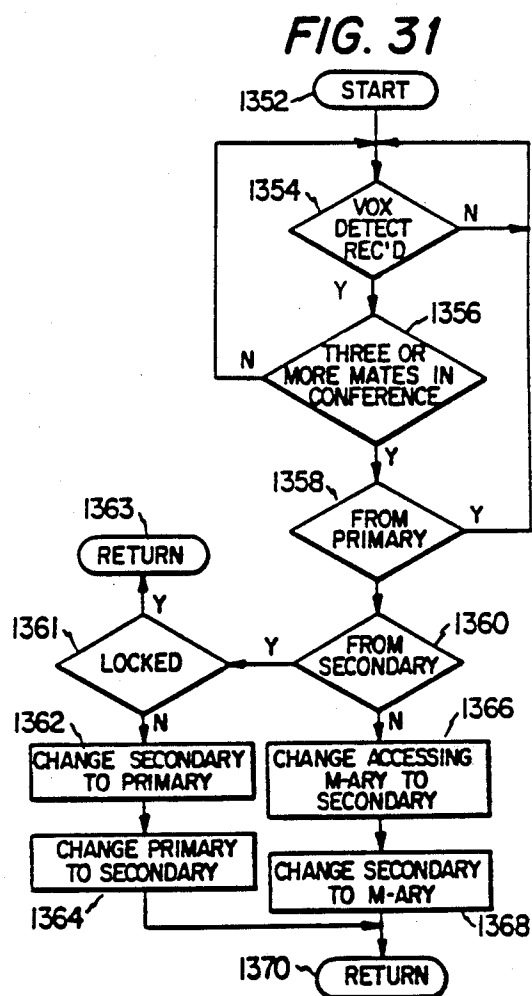 FIG. 31
1352
START
1354
VOX
DETECT
REC'D
N
Y
1356
N
THREE OR
MORE MATES IN
CONFERENCE
Y
1358
FROM
PRIMARY
Y
1363
RETURN
Y
1361
LOCKED
Y
1360
FROM
SECONDARY
N
N
1362
CHANGE SECONDARY
TO PRIMARY
1366
CHANGE ACCESSING
M-ARY TO
SECONDARY
CHANGE PRIMARY
TO SECONDARY
1364
CHANGE SECONDARY
TO M-ARY
1368
1370
RETURN